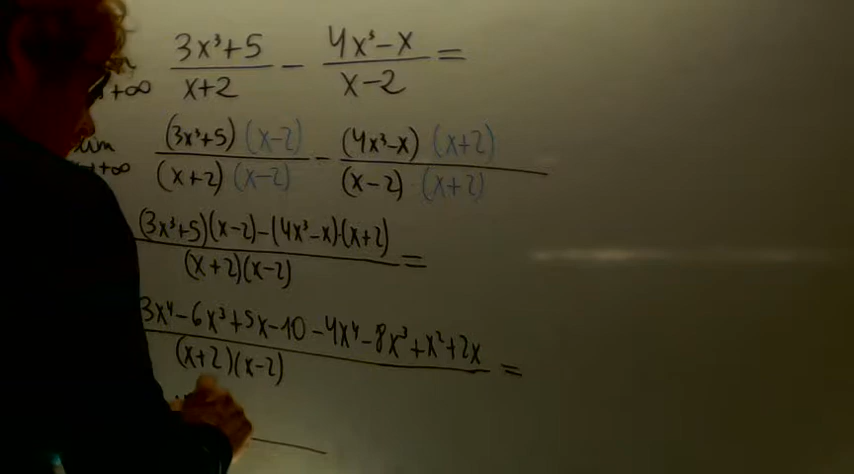 3x³+5/x+2 − 4x³−x/x−2 =
x→+∞
lim (3x³+5)(x−2)/(x+2)(x−2) − (4x³−x)(x+2)/(x−2)·(x+2)
→+∞
(3x³+5)(x−2)−(4x³−x)·(x+2)/(x+2)(x−2) =
3x⁴−6x³+5x−10−4x⁴−8x³+x²+2x/(x+2)(x−2) =